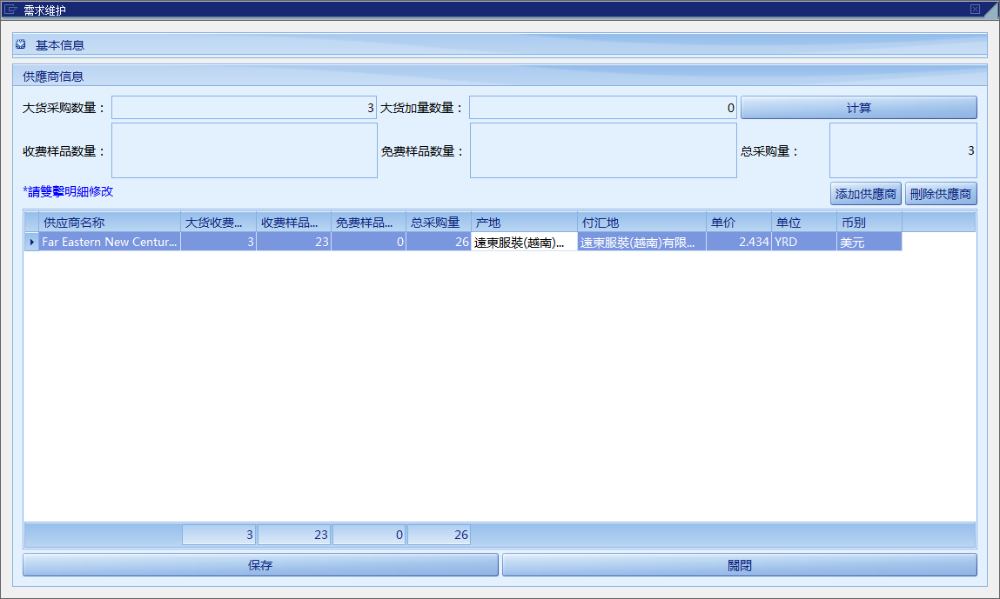 需求维护
基本信息
供應商信息
大货采购数量： 3 大货加量数量： 0 计算
收费样品数量： 免费样品数量： 总采购量： 3
*請雙擊明細修改 添加供應商 刪除供應商
供应商名称 大货收费... 收费样品... 免费样品... 总采购量 产地 付汇地 单价 单位 币别
Far Eastern New Centur... 3 23 0 26 遠東服裝(越南)... 遠東服裝(越南)有限... 2.434 YRD 美元
3 23 0 26
保存 關閉